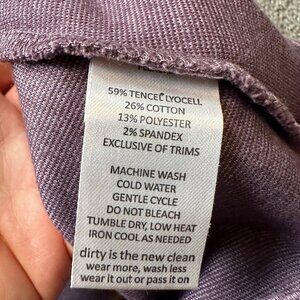 59% TENCEL LYOCELL
26% COTTON
13% POLYESTER
2% SPANDEX
EXCLUSIVE OF TRIMS
MACHINE WASH
COLD WATER
GENTLE CYCLE
DO NOT BLEACH
TUMBLE DRY, LOW HEAT
IRON COOL AS NEEDED
dirty is the new clean
wear more, wash less
wear it out or pass it on